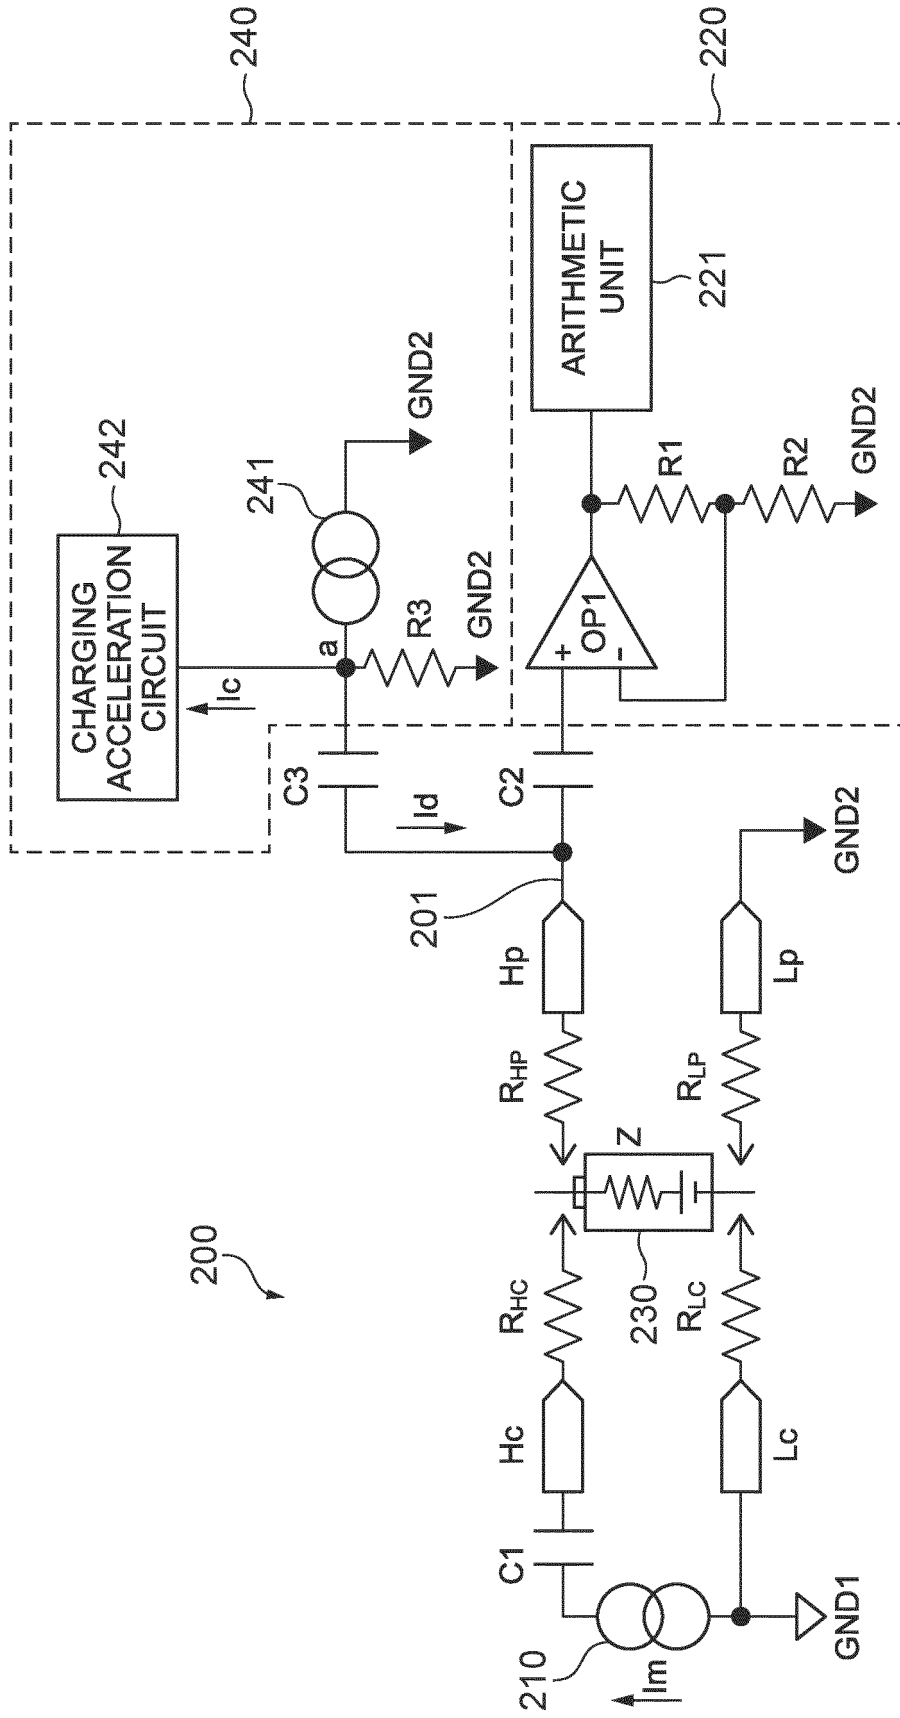 240
220
242
CHARGING
ACCELERATION
CIRCUIT
Ic
241
a
GND2
R3
GND2
C3
Id
ARITHMETIC
UNIT
221
+
OP1
-
R1
R2
GND2
C2
201
Hp
RHP
Lp
RLP
GND2
Z
230
200
RHC
Hc
C1
RLC
Lc
210
Im
GND1